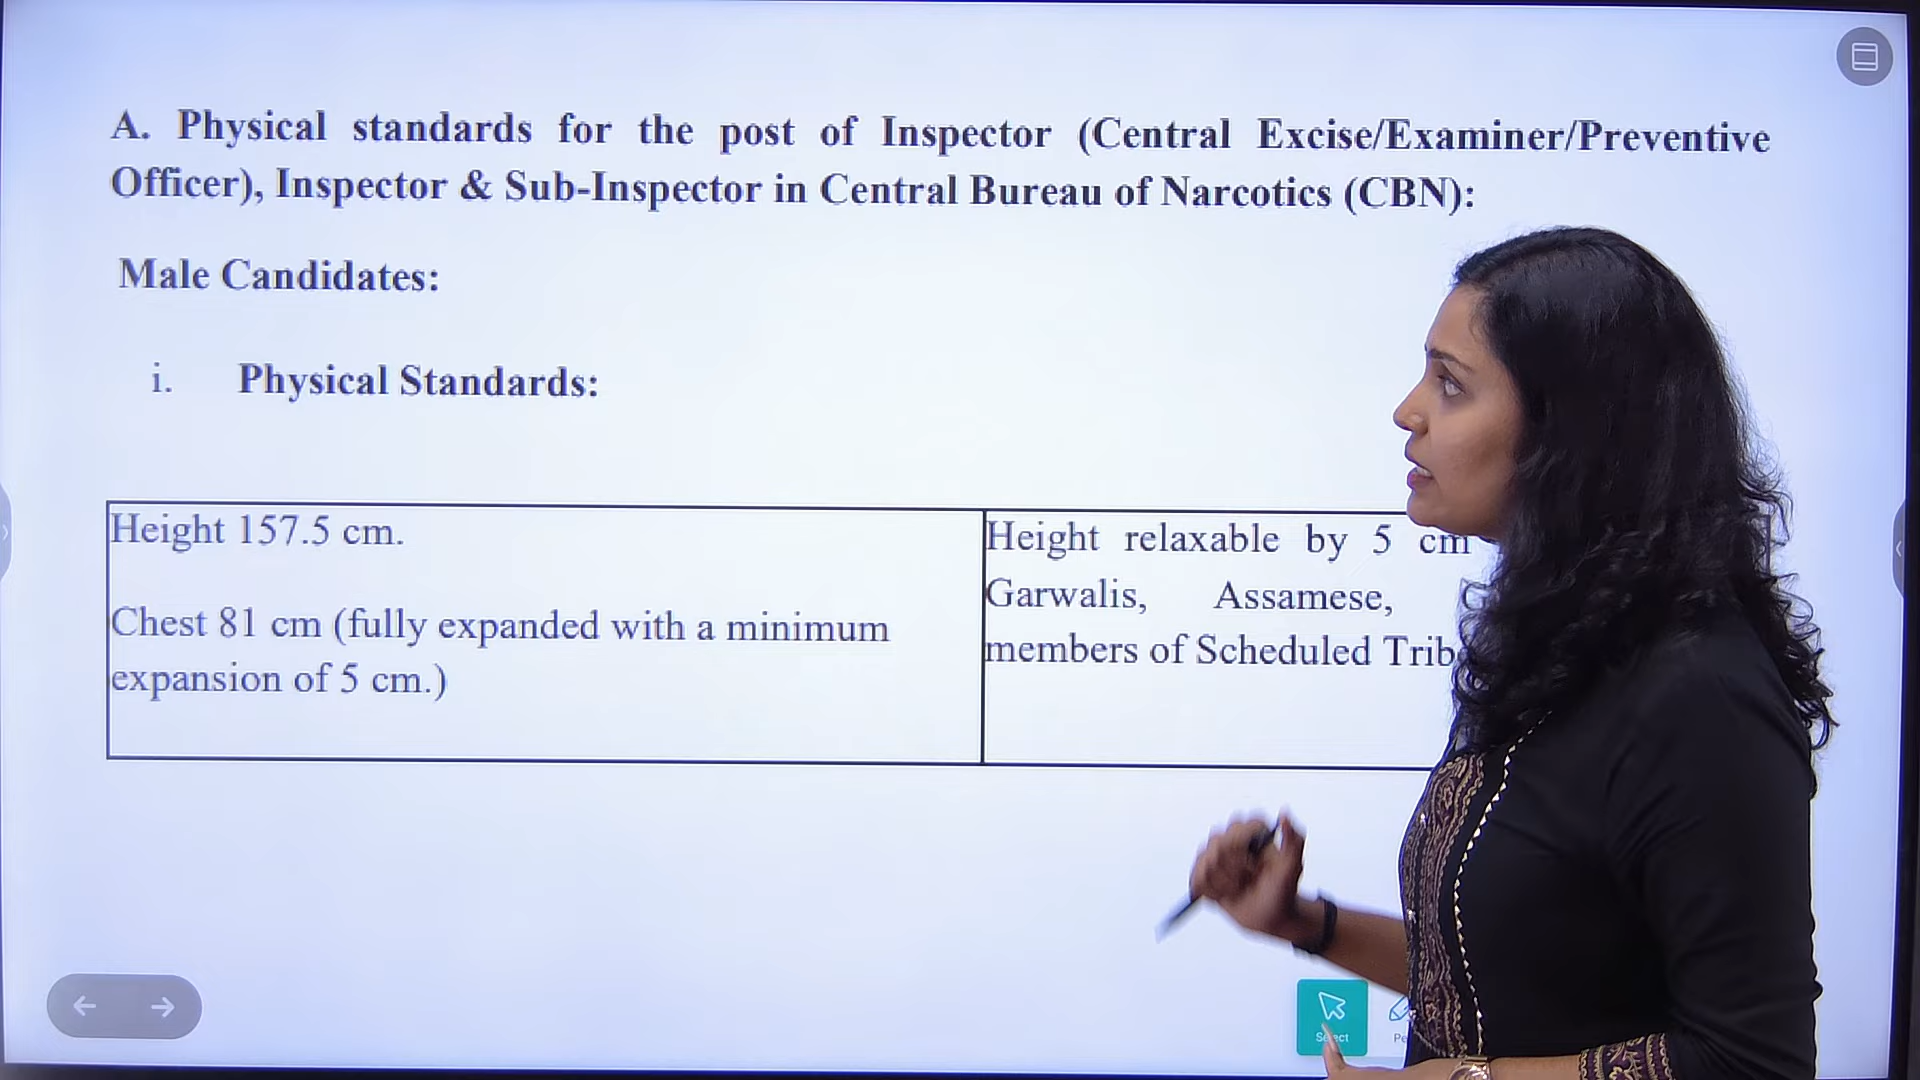 A. Physical standards for the post of Inspector (Central Excise/Examiner/Preventive
Officer), Inspector & Sub-Inspector in Central Bureau of Narcotics (CBN):
Male Candidates:
i. Physical Standards:
Height 157.5 cm.
Chest 81 cm (fully expanded with a minimum
expansion of 5 cm.)
Height relaxable by 5 cm
Garwalis, Assamese,
members of Scheduled
Select